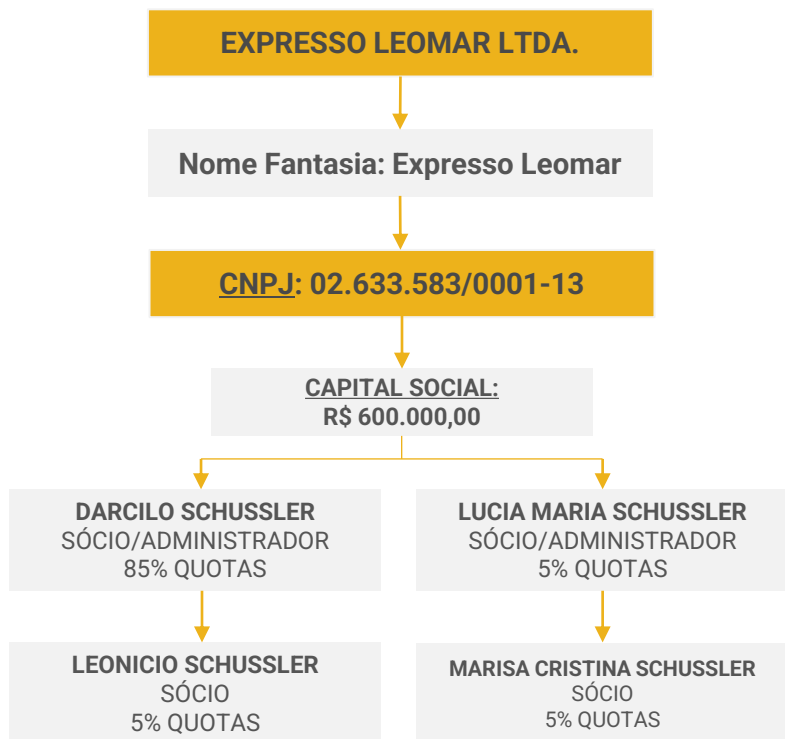 EXPRESSO LEOMAR LTDA.
Nome Fantasia: Expresso Leomar
CNPJ: 02.633.583/0001-13
CAPITAL SOCIAL:
R$ 600.000,00
DARCILO SCHUSSLER
SÓCIO/ADMINISTRADOR
85% QUOTAS
LUCIA MARIA SCHUSSLER
SÓCIO/ADMINISTRADOR
5% QUOTAS
LEONICIO SCHUSSLER
SÓCIO
5% QUOTAS
MARISA CRISTINA SCHUSSLER
SÓCIO
5% QUOTAS